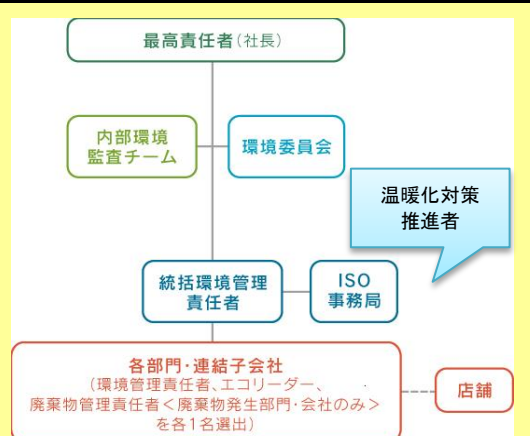 最高責任者(社長)
内部環境
監査チーム
環境委員会
温暖化対策
推進者
統括環境管理
責任者
ISO
事務局
各部門・連結子会社
(環境管理責任者、エコリーダー、
廃棄物管理責任者<廃棄物発生部門・会社のみ>
を各1名選出)
店舗